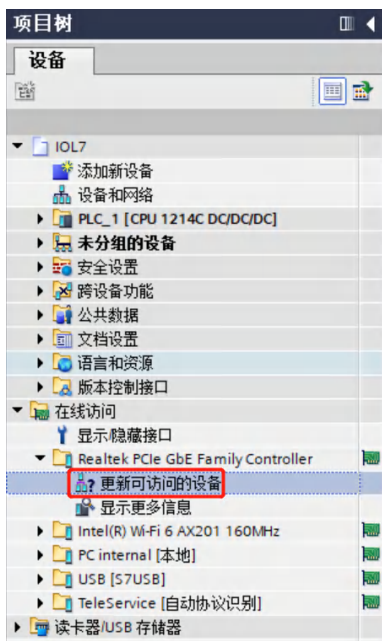 项目树
设备
IOL7
添加新设备
设备和网络
PLC_1 [CPU 1214C DC/DC/DC]
未分组的设备
安全设置
跨设备功能
公共数据
文档设置
语言和资源
版本控制接口
在线访问
显示/隐藏接口
Realtek PCIe GbE Family Controller
更新可访问的设备
显示更多信息
Intel(R) Wi-Fi 6 AX201 160MHz
PC internal [本地]
USB [S7USB]
TeleService [自动协议识别]
读卡器/USB 存储器